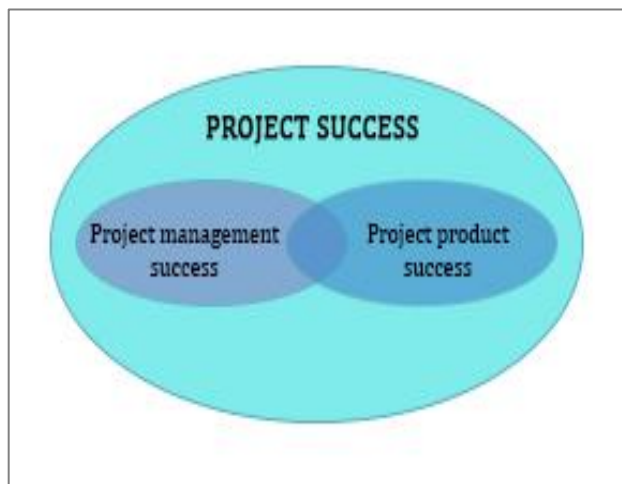 PROJECT SUCCESS
Project management
success
Project product
success